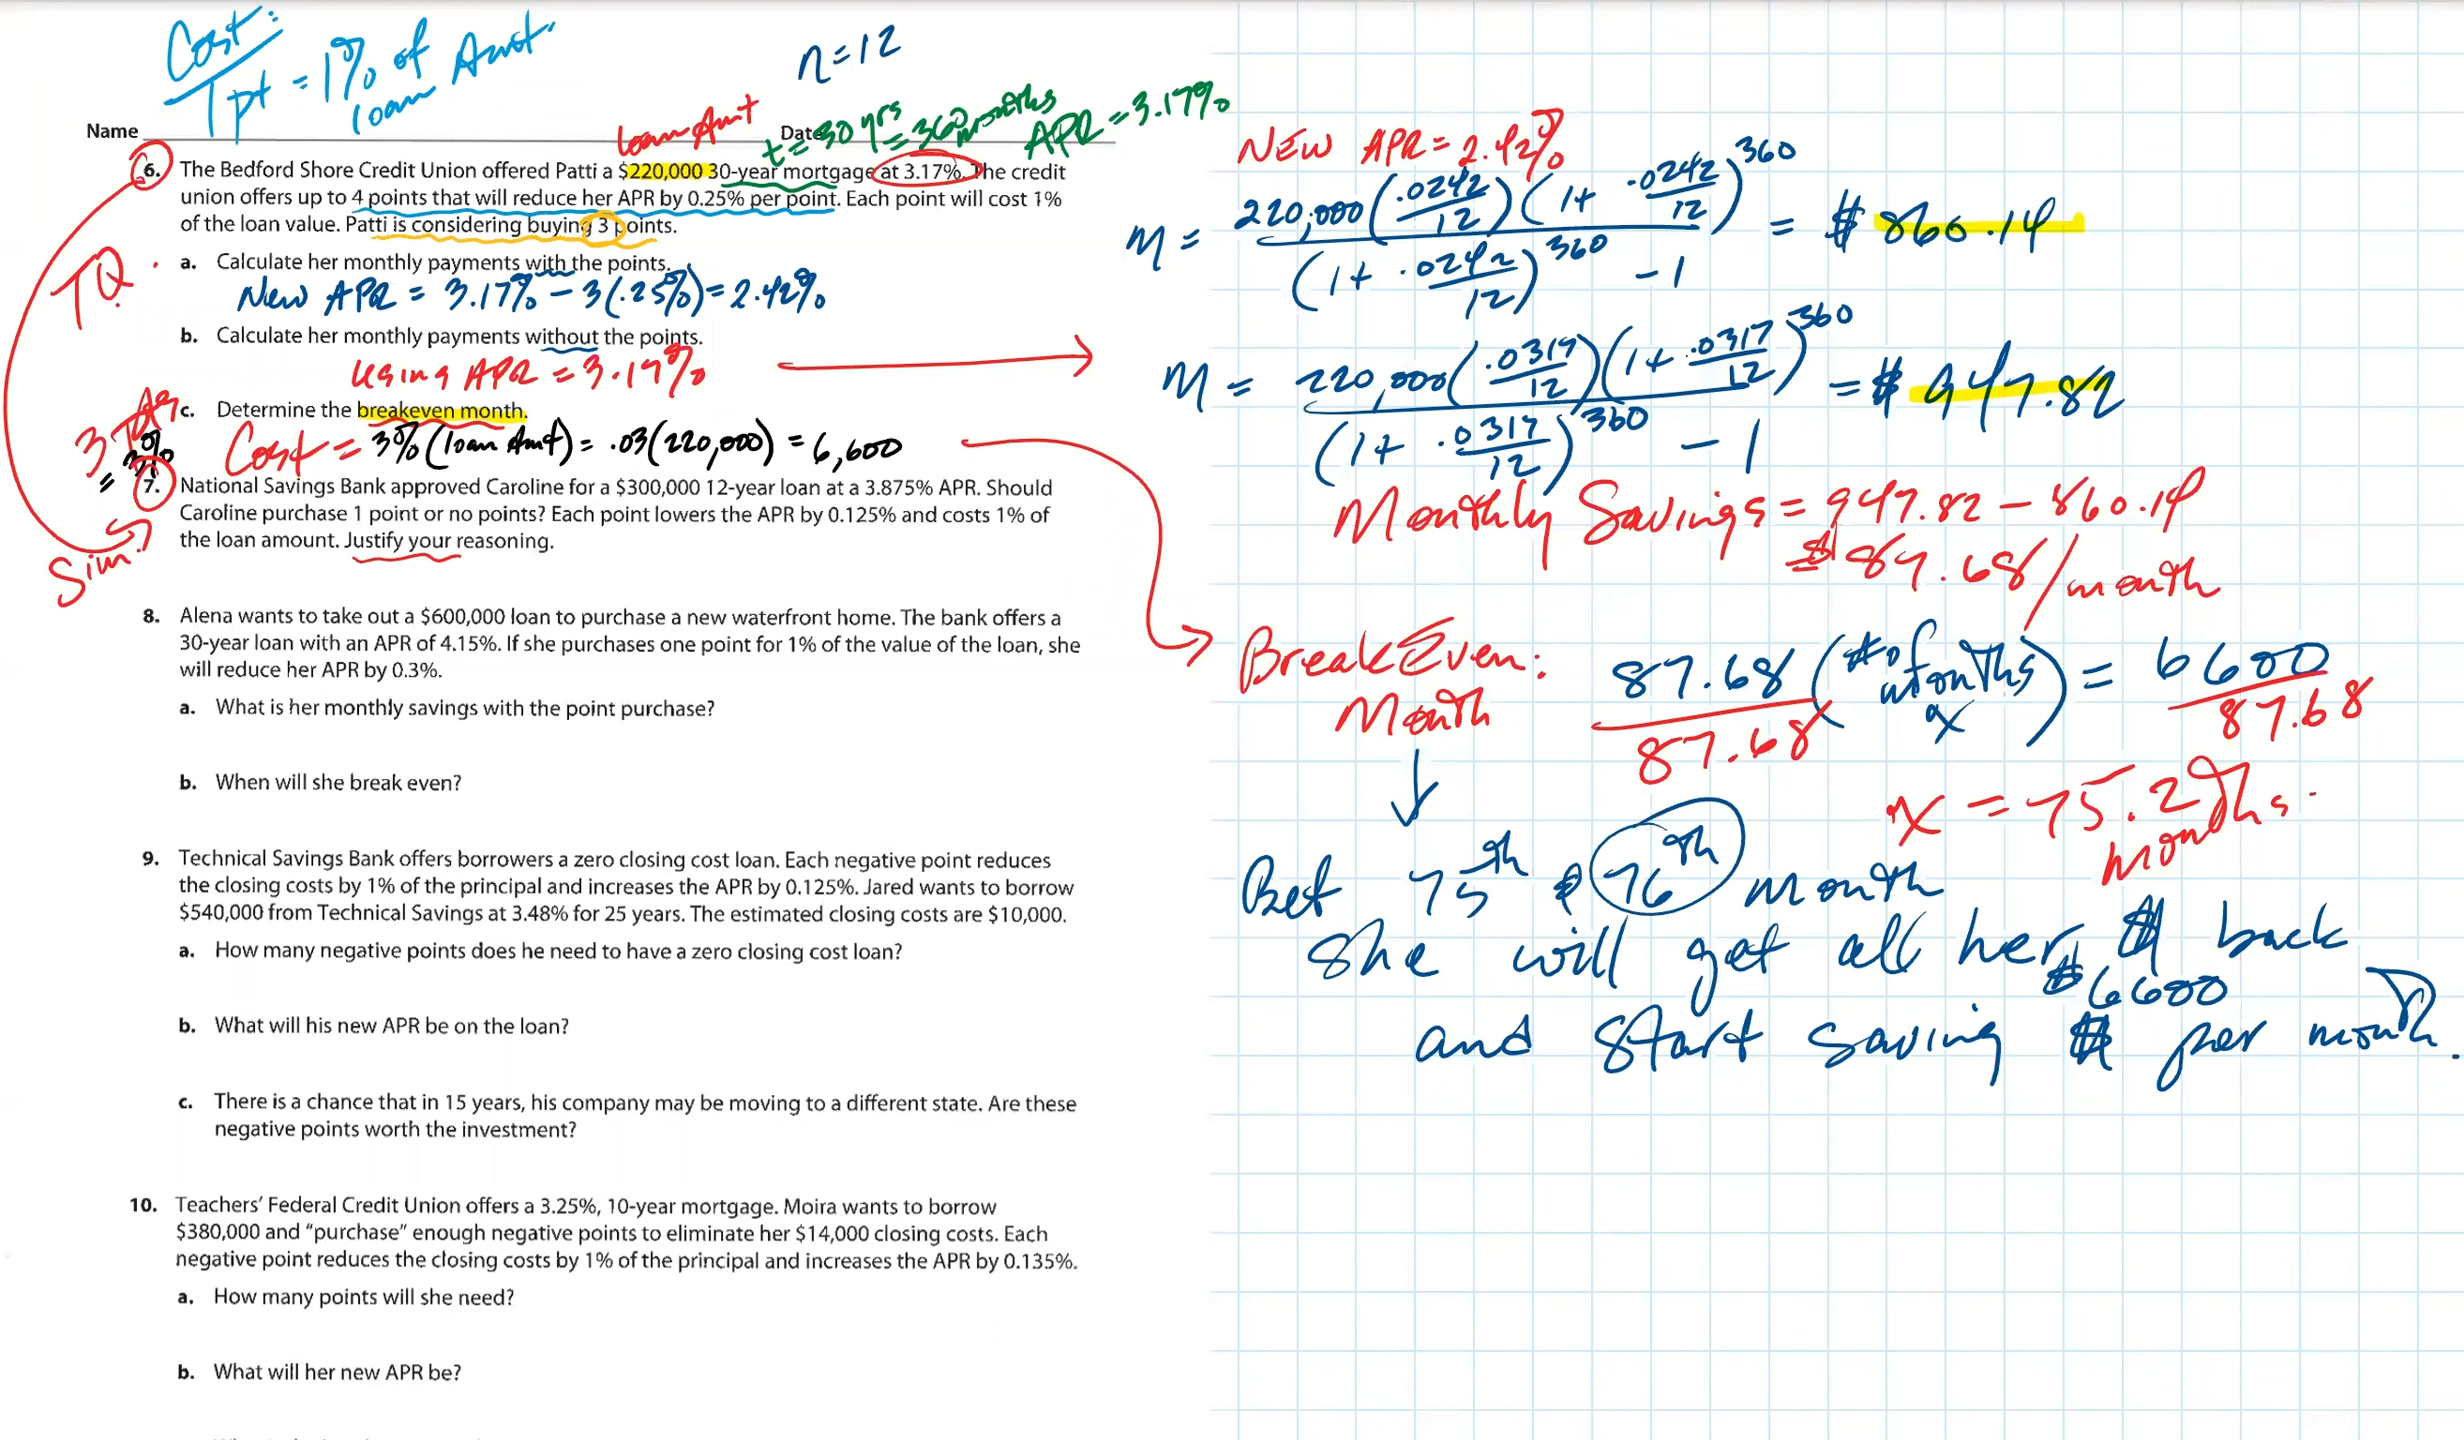 Cost:
1pt = 1% of loan Amt.
n=12
loan Amt
t = 30 yrs = 360 months
APR = 3.17%
Name
Date
6. The Bedford Shore Credit Union offered Patti a $220,000 30-year mortgage at 3.17%. The credit
union offers up to 4 points that will reduce her APR by 0.25% per point. Each point will cost 1%
of the loan value. Patti is considering buying 3 points.
TQ.
a. Calculate her monthly payments with the points.
New APR = 3.17% - 3(.25%) = 2.42%
b. Calculate her monthly payments without the points.
using APR = 3.17%
c. Determine the breakeven month.
3 pts
= 3%
Cost = 3% (loan Amt) = .03(220,000) = 6,600
7. National Savings Bank approved Caroline for a $300,000 12-year loan at a 3.875% APR. Should
Caroline purchase 1 point or no points? Each point lowers the APR by 0.125% and costs 1% of
the loan amount. Justify your reasoning.
Sim.
8. Alena wants to take out a $600,000 loan to purchase a new waterfront home. The bank offers a
30-year loan with an APR of 4.15%. If she purchases one point for 1% of the value of the loan, she
will reduce her APR by 0.3%.
a. What is her monthly savings with the point purchase?
b. When will she break even?
9. Technical Savings Bank offers borrowers a zero closing cost loan. Each negative point reduces
the closing costs by 1% of the principal and increases the APR by 0.125%. Jared wants to borrow
$540,000 from Technical Savings at 3.48% for 25 years. The estimated closing costs are $10,000.
a. How many negative points does he need to have a zero closing cost loan?
b. What will his new APR be on the loan?
c. There is a chance that in 15 years, his company may be moving to a different state. Are these
negative points worth the investment?
10. Teachers' Federal Credit Union offers a 3.25%, 10-year mortgage. Moira wants to borrow
$380,000 and "purchase" enough negative points to eliminate her $14,000 closing costs. Each
negative point reduces the closing costs by 1% of the principal and increases the APR by 0.135%.
a. How many points will she need?
b. What will her new APR be?
NEW APR = 2.42%
M = 220,000(.0242/12)(1+ .0242/12)^360 / (1+ .0242/12)^360 - 1 = $860.14
M = 220,000(.0317/12)(1+ .0317/12)^360 / (1+ .0317/12)^360 - 1 = $947.82
Monthly Savings = 947.82 - 860.14
= $87.68/month
BreakEven:
Month
87.68 (# of months x) = 6600
87.68
87.68
x = 75.27ths.
months
Bet 75th & 76th month
She will get all her $ back
$6600
and start saving $ per month.